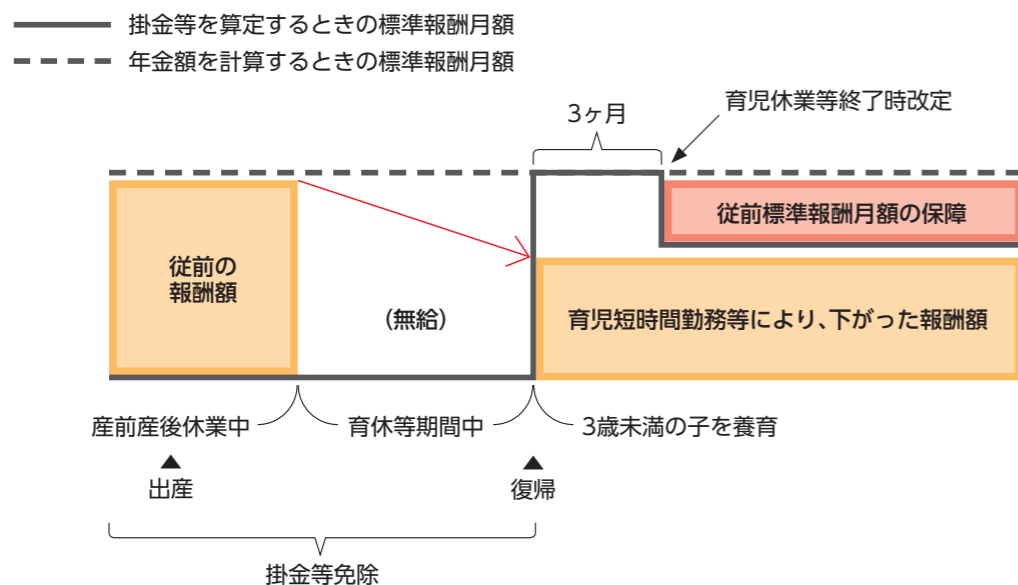 掛金等を算定するときの標準報酬月額
年金額を計算するときの標準報酬月額
育児休業等終了時改定
3ヶ月
従前標準報酬月額の保障
従前の
報酬額
(無給)
育児短時間勤務等により、下がった報酬額
産前産後休業中
育休等期間中
3歳未満の子を養育
出産
復帰
掛金等免除